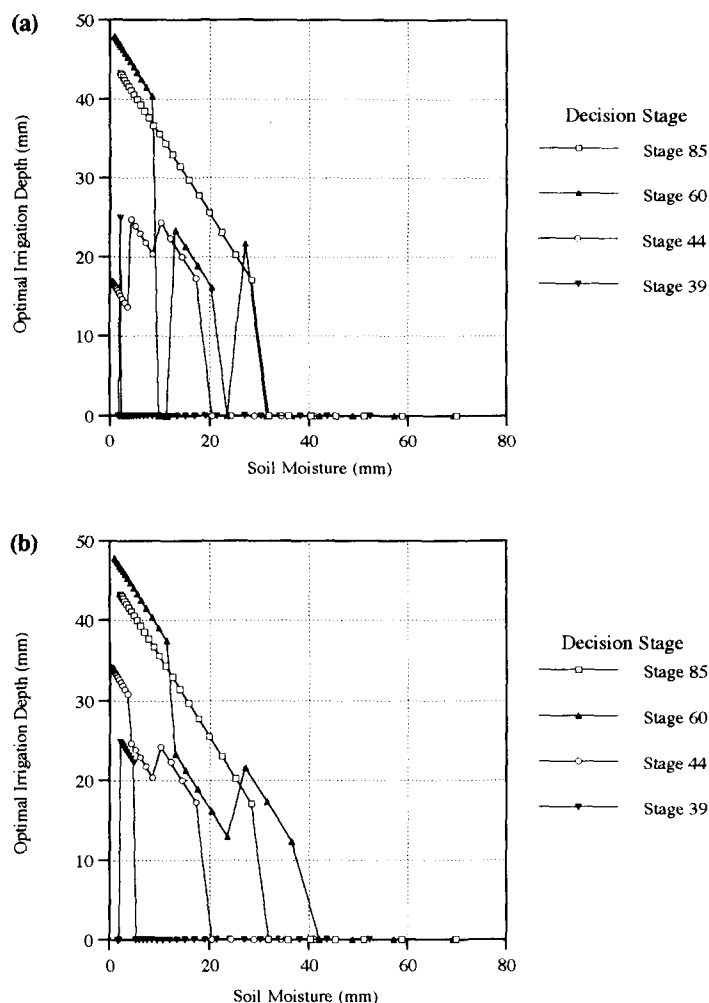 (a)
50
40
30
20
10
0
Optimal Irrigation Depth (mm)
0 20 40 60 80
Soil Moisture (mm)
Decision Stage
Stage 85
Stage 60
Stage 44
Stage 39
(b)
50
40
30
20
10
0
Optimal Irrigation Depth (mm)
0 20 40 60 80
Soil Moisture (mm)
Decision Stage
Stage 85
Stage 60
Stage 44
Stage 39